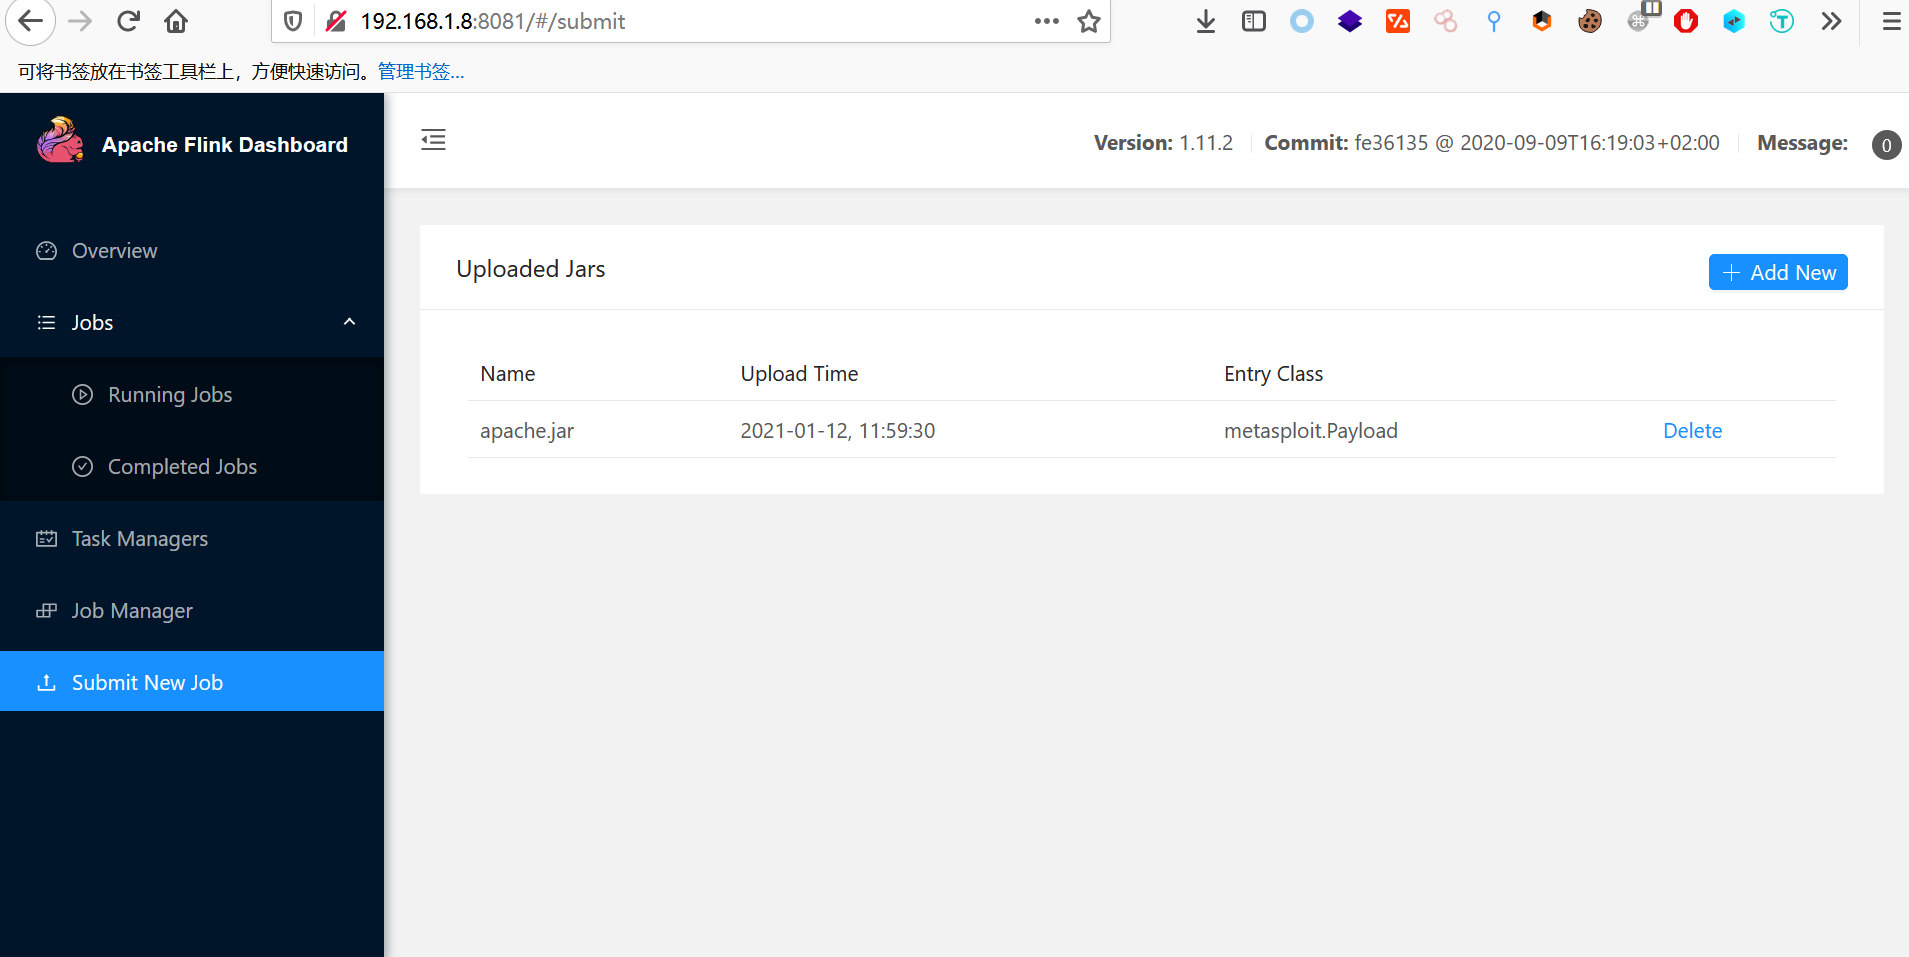 192.168.1.8:8081/#/submit
可将书签放在书签工具栏上，方便快速访问。管理书签...
Apache Flink Dashboard
Version: 1.11.2 Commit: fe36135 @ 2020-09-09T16:19:03+02:00 Message: 0
Overview
Jobs
Running Jobs
Completed Jobs
Task Managers
Job Manager
Submit New Job
Uploaded Jars
Add New
Name Upload Time Entry Class
apache.jar 2021-01-12, 11:59:30 metasploit.Payload Delete